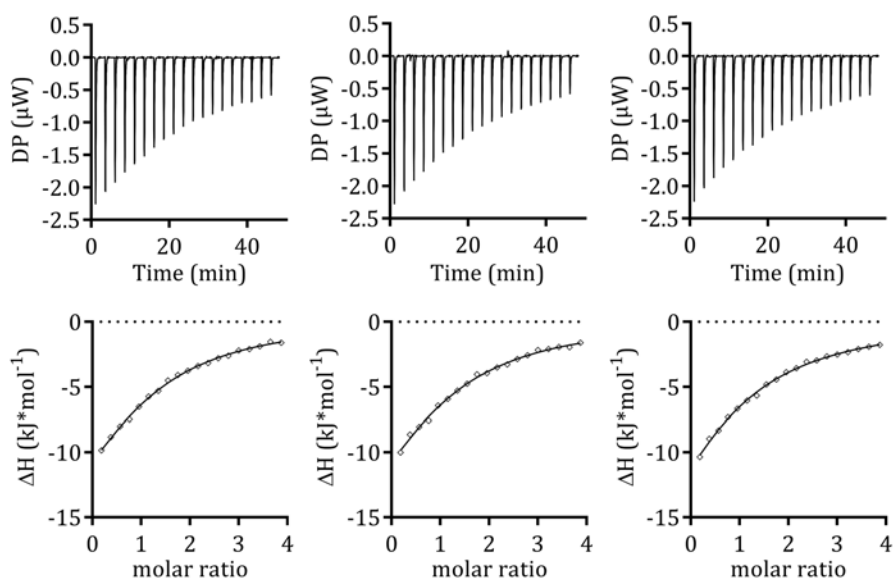 0.5
0.0
-0.5
-1.0
-1.5
-2.0
-2.5
DP (µW)
0 20 40
Time (min)
0.5
0.0
-0.5
-1.0
-1.5
-2.0
-2.5
DP (µW)
0 20 40
Time (min)
0.5
0.0
-0.5
-1.0
-1.5
-2.0
-2.5
DP (µW)
0 20 40
Time (min)
0
-5
-10
-15
ΔH (kJ*mol⁻¹)
0 1 2 3 4
molar ratio
0
-5
-10
-15
ΔH (kJ*mol⁻¹)
0 1 2 3 4
molar ratio
0
-5
-10
-15
ΔH (kJ*mol⁻¹)
0 1 2 3 4
molar ratio